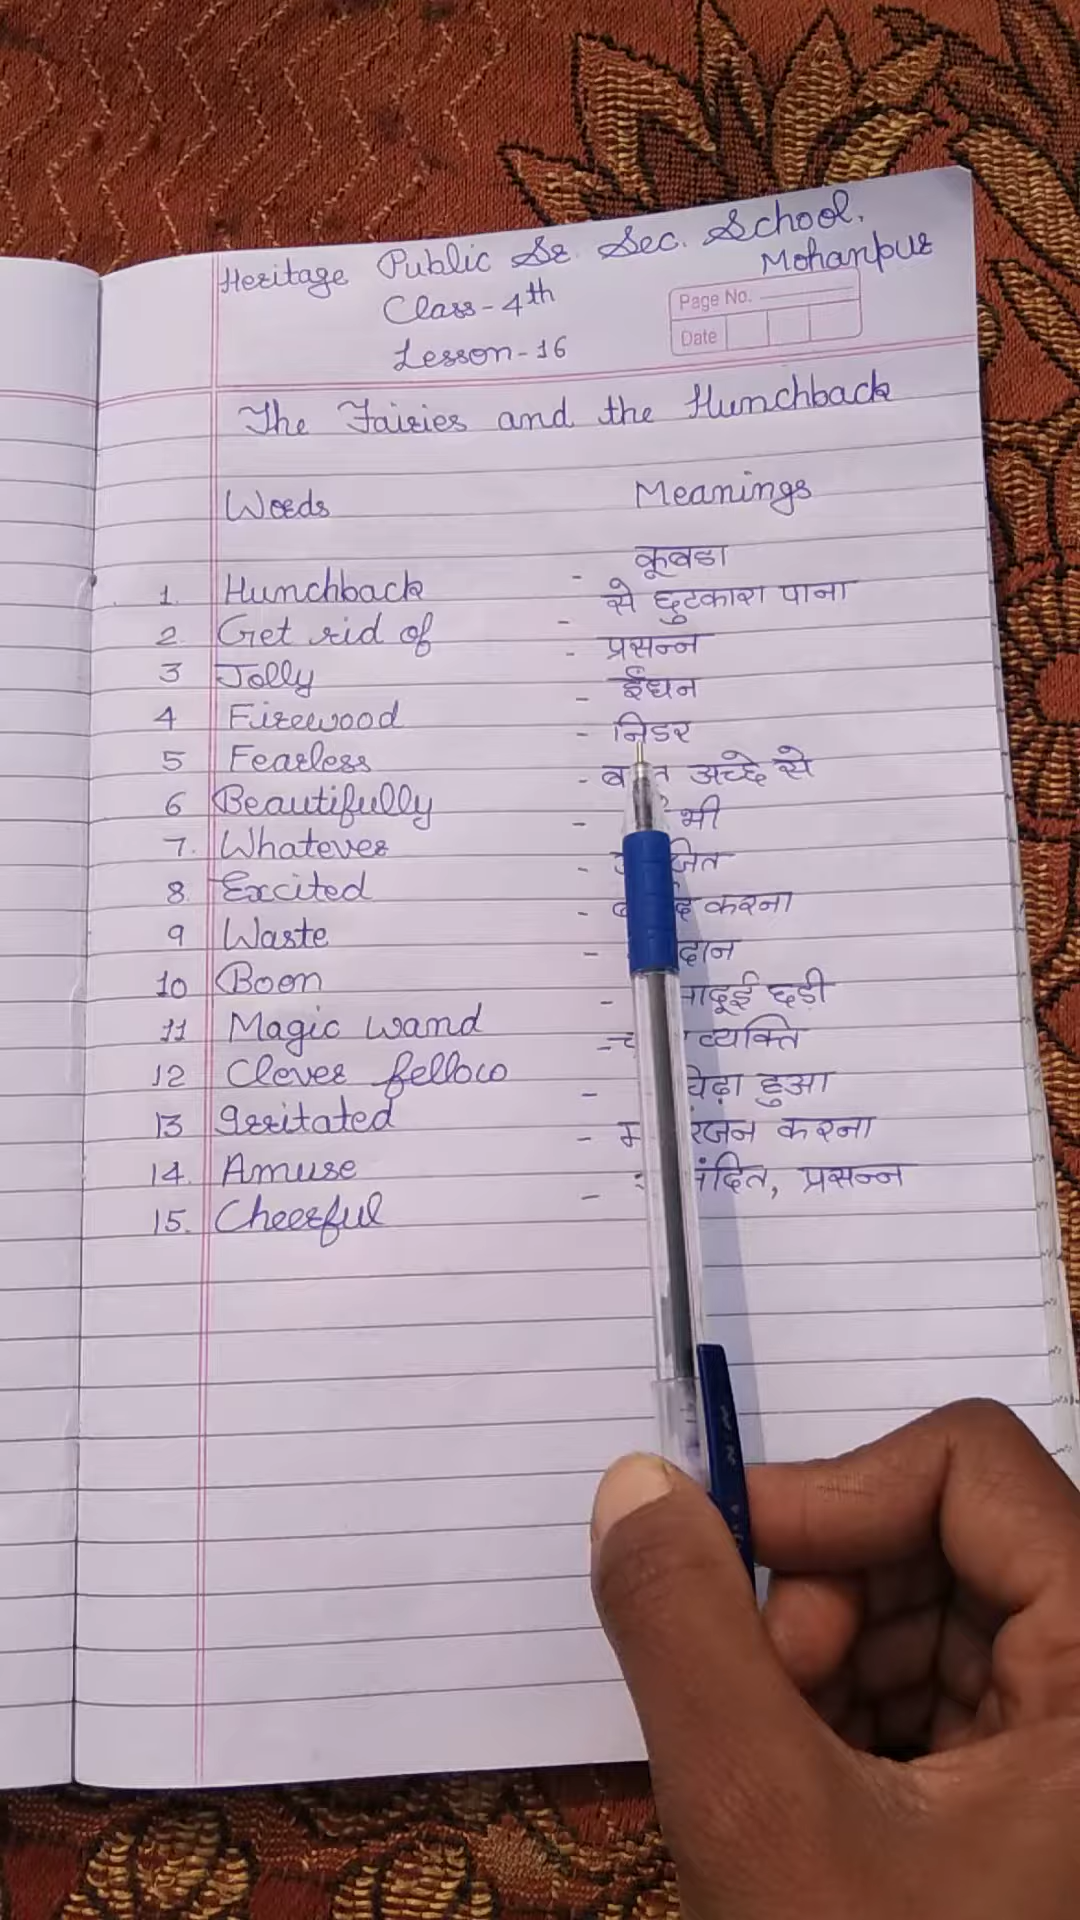 Heritage Public Sr. Sec. School.
Mohanpur
Class-4th
Page No.
Date
Lesson-16
The Fairies and the Hunchback
Words Meanings
1. Hunchback - कूबडा
2. Get rid of - से छुटकारा पाना
3 Jolly - प्रसन्न
4 Firewood - ईंधन
5 Fearless - निडर
6 Beautifully - अच्छे से
7. Whatever - भी
8. Excited -
9 Waste - करना
10 Boon -
11 Magic wand - छड़ी
12 Clever fellow - व्यक्ति
13 Irritated - हुआ
14. Amuse - करना
15. Cheerful - प्रसन्न